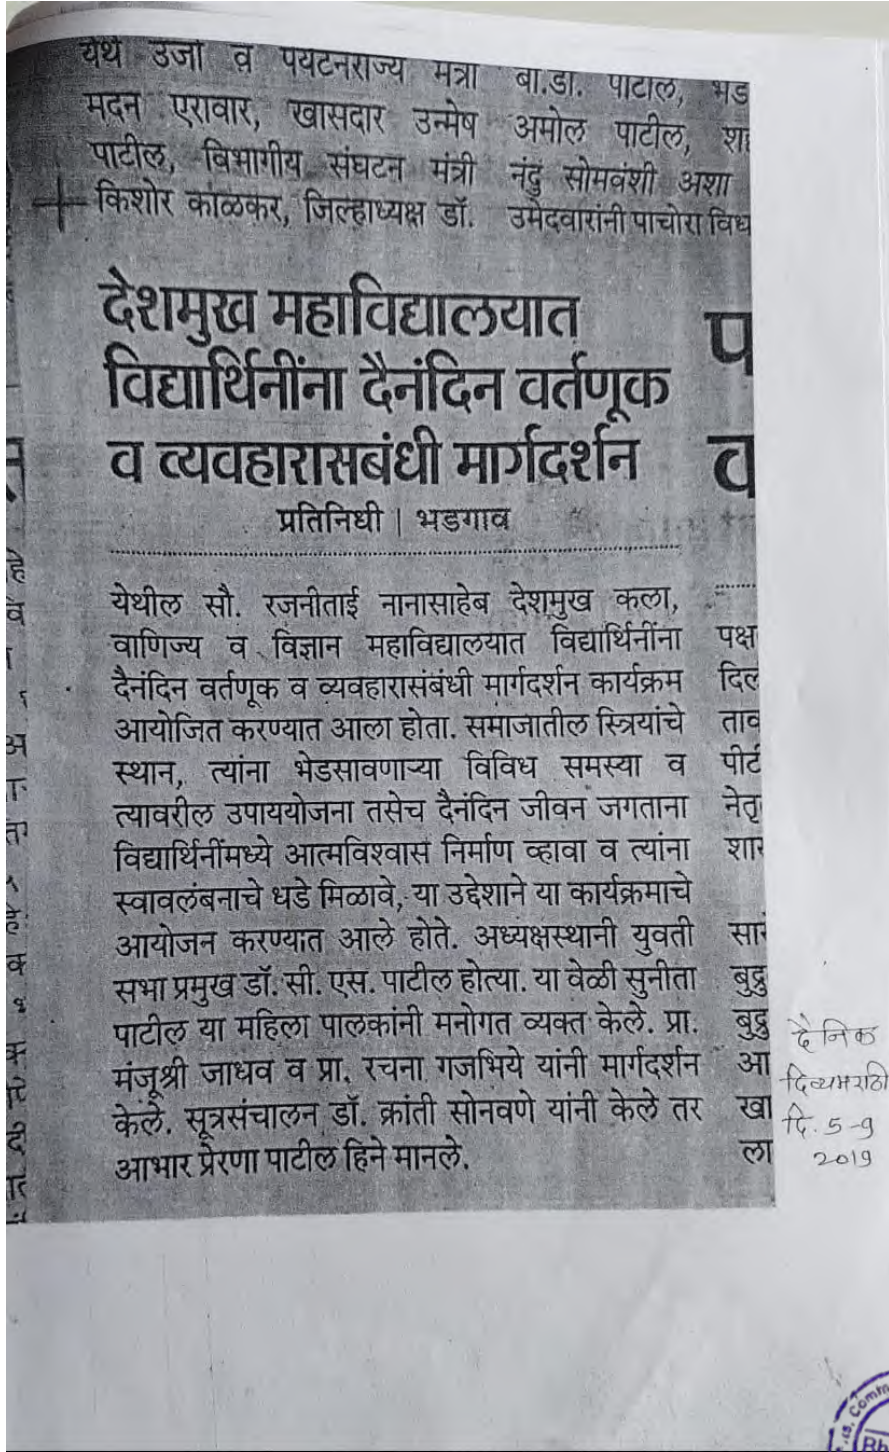 येथे उर्जा व पर्यटनराज्य मंत्री
मदन एरावार, खासदार उन्मेष
पाटील, विभागीय संघटन मंत्री
किशोर काळकर, जिल्हाध्यक्ष डॉ.
बी.डी. पाटील, भड
अमोल पाटील, शह
नंदु सोमवंशी अशा
उमेदवारांनी पाचोरा विध
देशमुख महाविद्यालयात
विद्यार्थिनींना दैनंदिन वर्तणूक
व व्यवहारासबंधी मार्गदर्शन
प्रतिनिधी | भडगाव
येथील सौ. रजनीताई नानासाहेब देशमुख कला,
वाणिज्य व विज्ञान महाविद्यालयात विद्यार्थिनींना
दैनंदिन वर्तणूक व व्यवहारासंबंधी मार्गदर्शन कार्यक्रम
आयोजित करण्यात आला होता. समाजातील स्त्रियांचे
स्थान, त्यांना भेडसावणाऱ्या विविध समस्या व
त्यावरील उपाययोजना तसेच दैनंदिन जीवन जगताना
विद्यार्थिनींमध्ये आत्मविश्वास निर्माण व्हावा व त्यांना
स्वावलंबनाचे धडे मिळावे, या उद्देशाने या कार्यक्रमाचे
आयोजन करण्यात आले होते. अध्यक्षस्थानी युवती
सभा प्रमुख डॉ. सी. एस. पाटील होत्या. या वेळी सुनीता
पाटील या महिला पालकांनी मनोगत व्यक्त केले. प्रा.
मंजूश्री जाधव व प्रा. रचना गजभिये यांनी मार्गदर्शन
केले. सूत्रसंचालन डॉ. क्रांती सोनवणे यांनी केले तर
आभार प्रेरणा पाटील हिने मानले.
प
व
पक्ष
दिल
ताव
पीटी
नेतृ
शार
सान
बुद्रु
बुद्रु
आ
खा
ला
दैनिक
दिव्यमराठी
दि. 5-9
2019